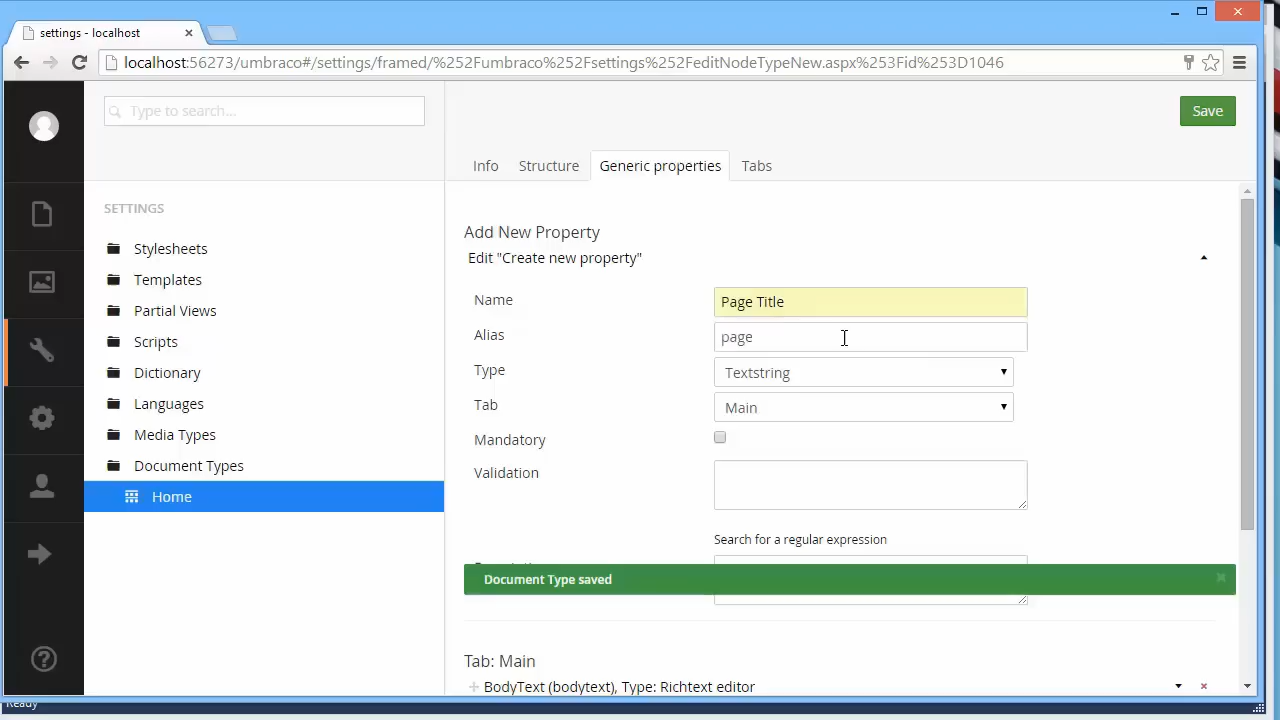 settings - localhost
localhost:56273/umbraco#/settings/framed/%252Fumbraco%252Fsettings%252FeditNodeTypeNew.aspx%253Fid%253D1046
Type to search...
Save
Info Structure Generic properties Tabs
SETTINGS
Stylesheets
Templates
Partial Views
Scripts
Dictionary
Languages
Media Types
Document Types
Home
Add New Property
Edit "Create new property"
Name Page Title
Alias page
Type Textstring
Tab Main
Mandatory
Validation
Search for a regular expression
Document Type saved
Tab: Main
BodyText (bodytext), Type: Richtext editor
Ready